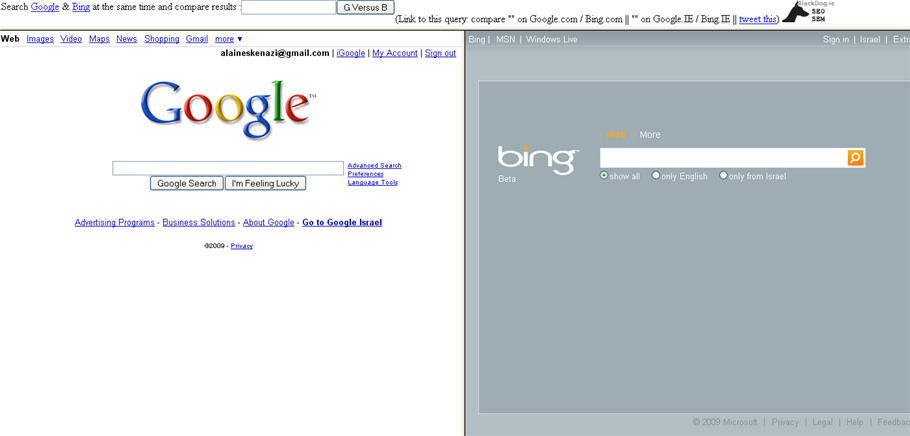 Search Google & Bing at the same time and compare results : G Versus B
(Link to this query: compare "" on Google.com / Bing.com || "" on Google.IE / Bing.IE || tweet this)
BlackDog.ie
SEO
SEM
Web Images Video Maps News Shopping Gmail more ▼
alaineskenazi@gmail.com | iGoogle | My Account | Sign out
Google™
Advanced Search
Preferences
Language Tools
Google Search I'm Feeling Lucky
Advertising Programs - Business Solutions - About Google - Go to Google Israel
©2009 - Privacy
Bing | MSN | Windows Live
Sign in | Israel | Extr
Web More
bing™
Beta
show all only English only from Israel
© 2009 Microsoft | Privacy | Legal | Help | Feedbac